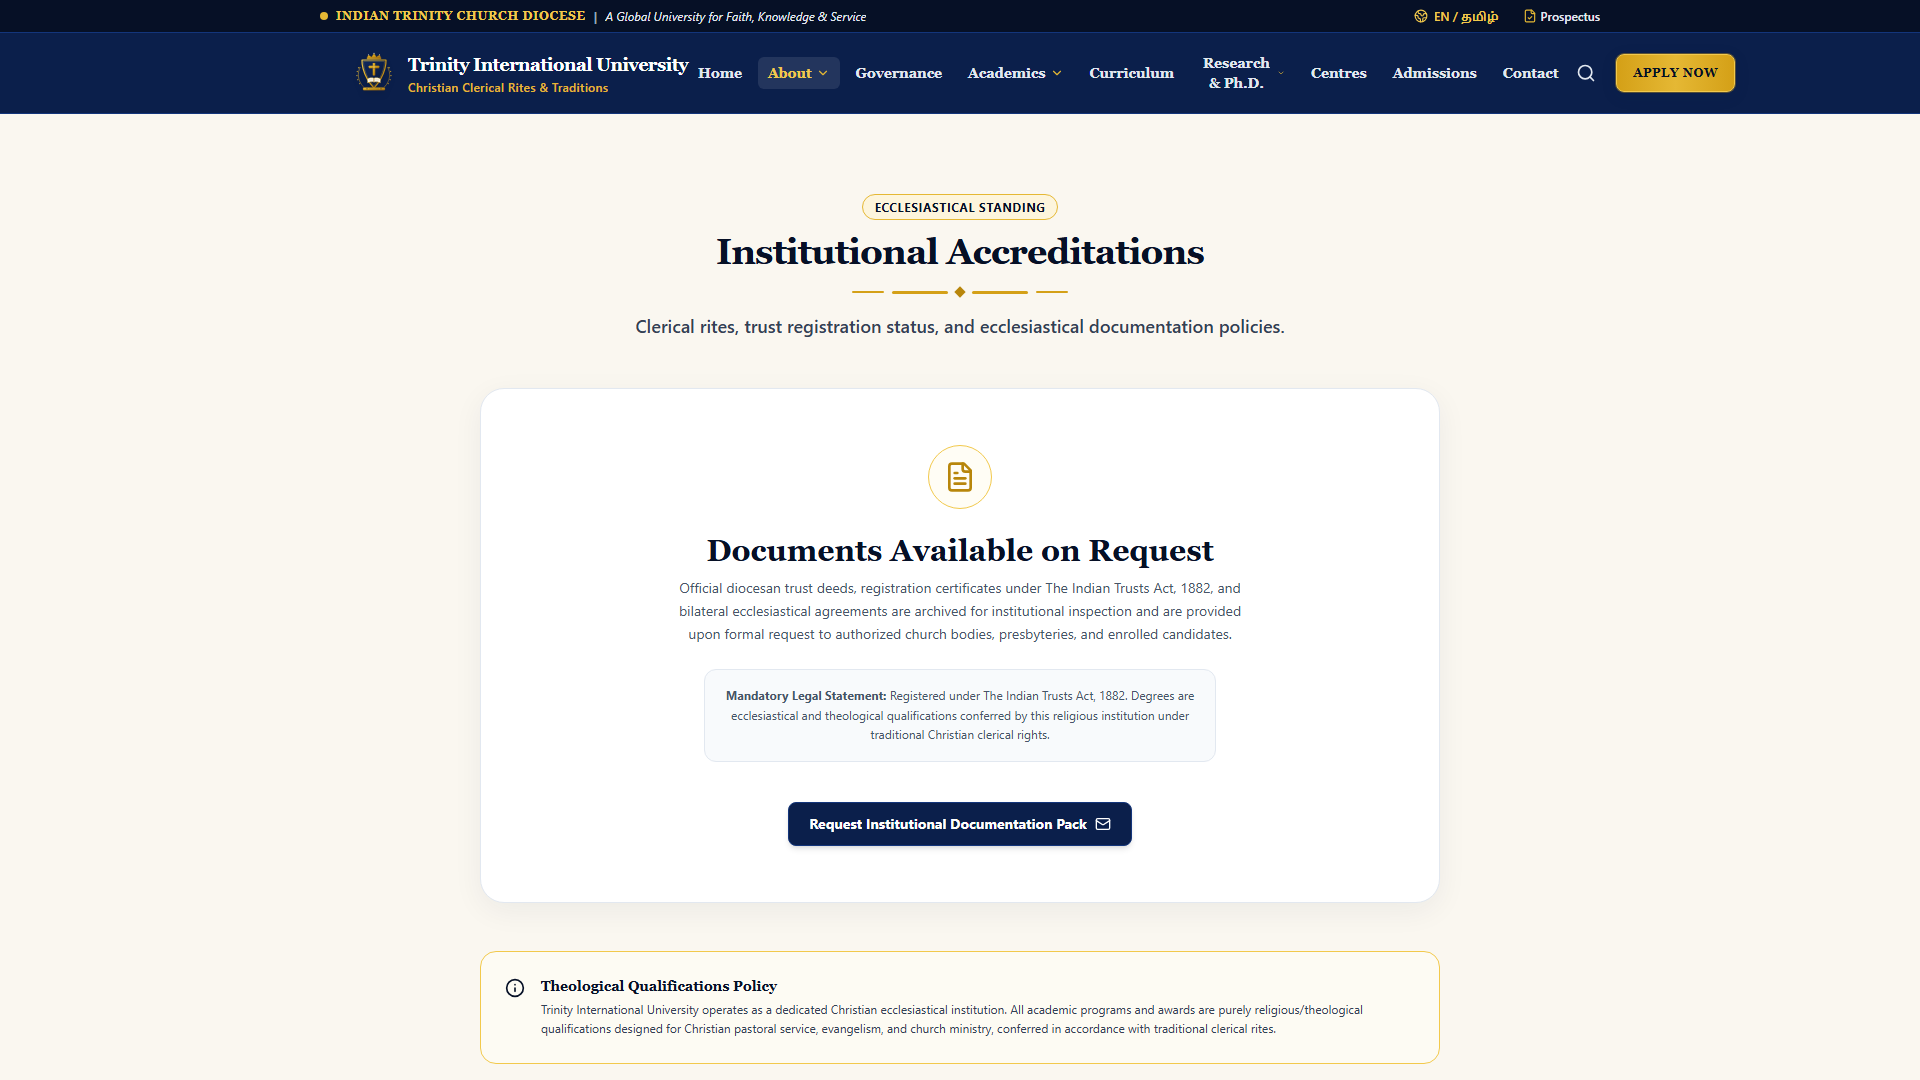 INDIAN TRINITY CHURCH DIOCESE | A Global University for Faith, Knowledge & Service
EN / தமிழ்
Prospectus
Trinity International University
Christian Clerical Rites & Traditions
Home
About
Governance
Academics
Curriculum
Research
& Ph.D.
Centres
Admissions
Contact
APPLY NOW
ECCLESIASTICAL STANDING
Institutional Accreditations
Clerical rites, trust registration status, and ecclesiastical documentation policies.
Documents Available on Request
Official diocesan trust deeds, registration certificates under The Indian Trusts Act, 1882, and
bilateral ecclesiastical agreements are archived for institutional inspection and are provided
upon formal request to authorized church bodies, presbyteries, and enrolled candidates.
Mandatory Legal Statement: Registered under The Indian Trusts Act, 1882. Degrees are
ecclesiastical and theological qualifications conferred by this religious institution under
traditional Christian clerical rights.
Request Institutional Documentation Pack
Theological Qualifications Policy
Trinity International University operates as a dedicated Christian ecclesiastical institution. All academic programs and awards are purely religious/theological
qualifications designed for Christian pastoral service, evangelism, and church ministry, conferred in accordance with traditional clerical rites.